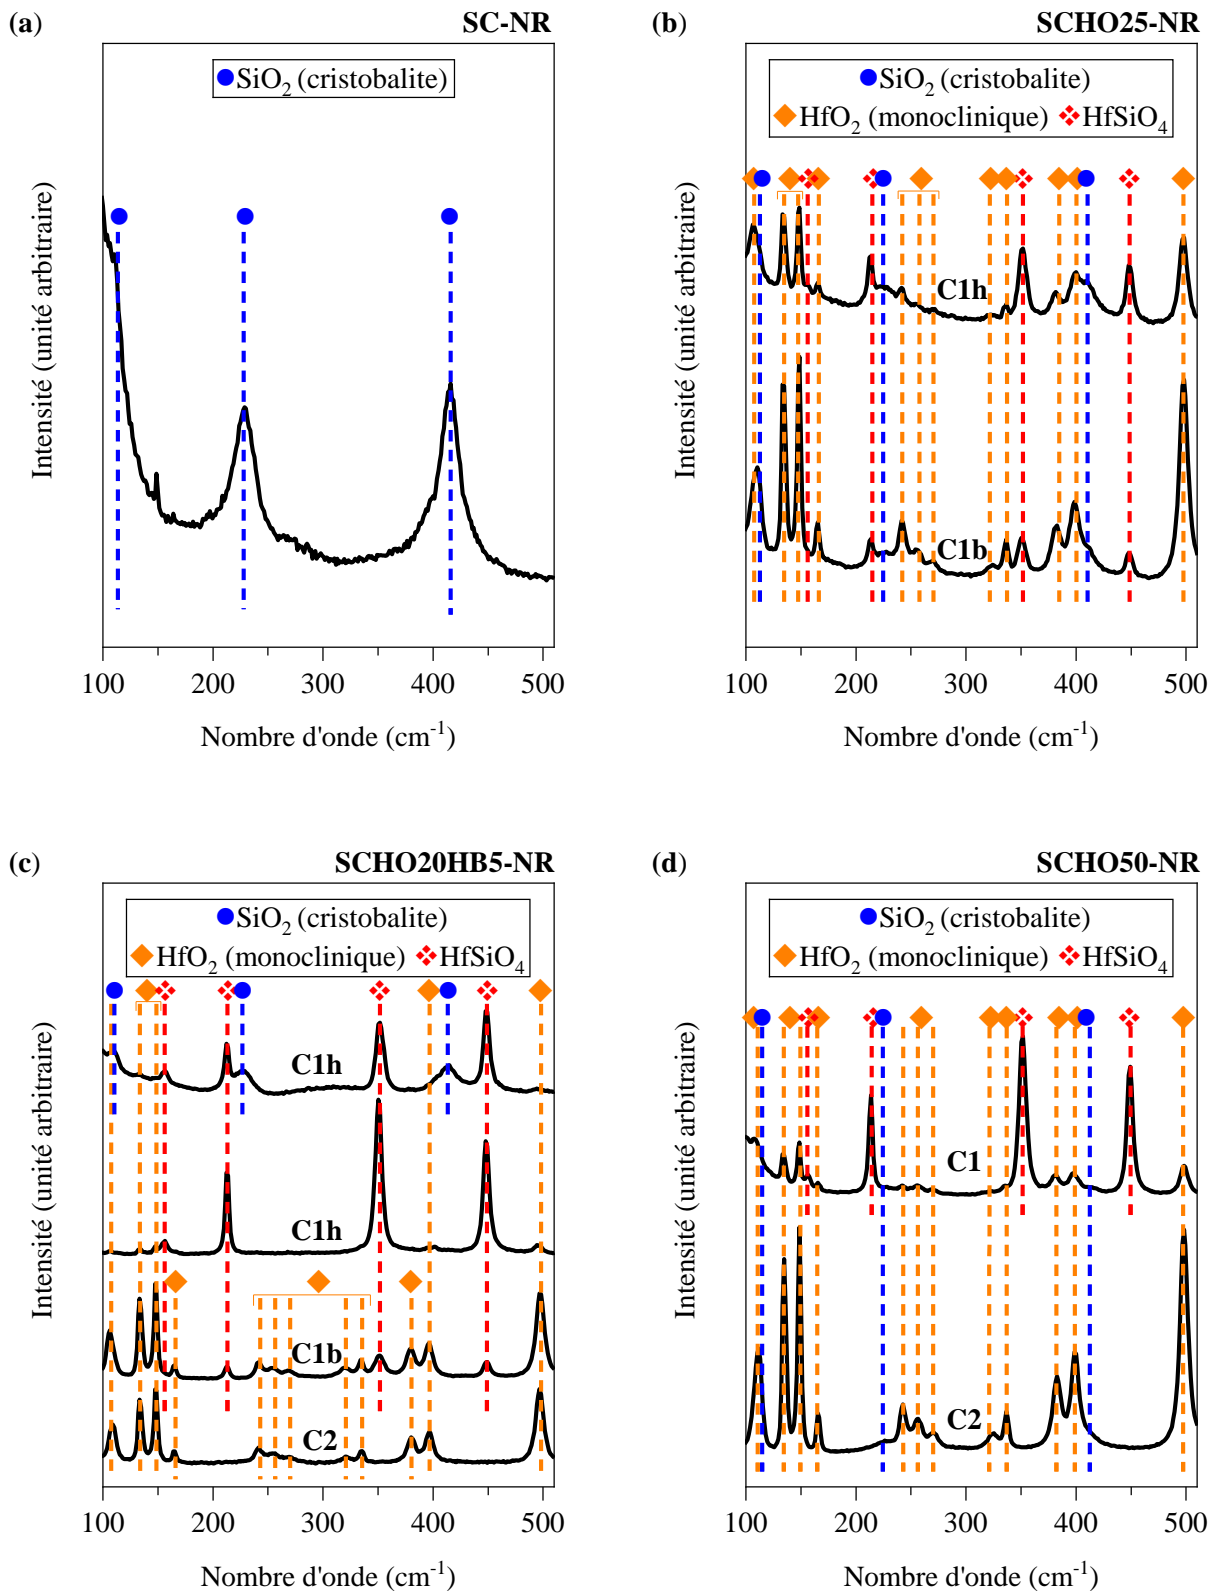 (a) SC-NR
SiO2 (cristobalite)
Intensité (unité arbitraire)
100 200 300 400 500
Nombre d'onde (cm-1)
(b) SCHO25-NR
SiO2 (cristobalite)
HfO2 (monoclinique) HfSiO4
C1h
C1b
Intensité (unité arbitraire)
100 200 300 400 500
Nombre d'onde (cm-1)
(c) SCHO20HB5-NR
SiO2 (cristobalite)
HfO2 (monoclinique) HfSiO4
C1h
C1h
C1b
C2
Intensité (unité arbitraire)
100 200 300 400 500
Nombre d'onde (cm-1)
(d) SCHO50-NR
SiO2 (cristobalite)
HfO2 (monoclinique) HfSiO4
C1
C2
Intensité (unité arbitraire)
100 200 300 400 500
Nombre d'onde (cm-1)